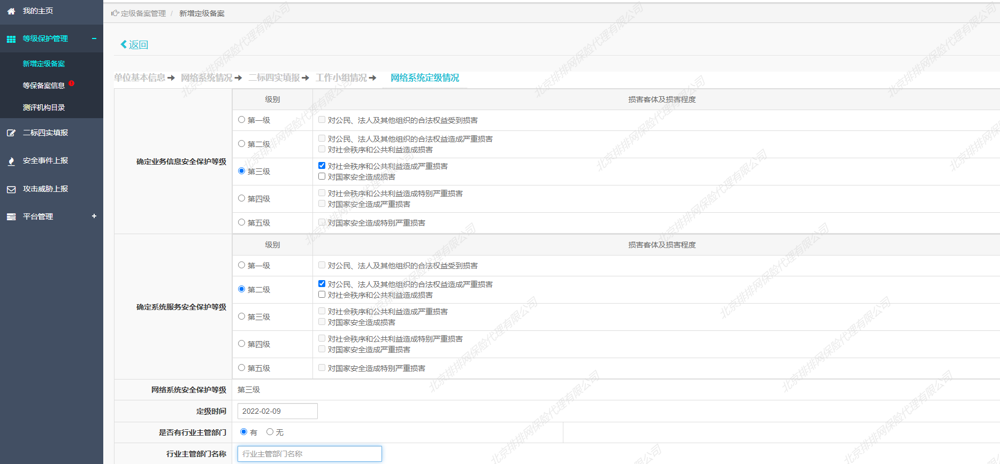 我的主页
等级保护管理
新增定级备案
等保备案信息
测评机构目录
二标四实填报
安全事件上报
攻击威胁上报
平台管理
定级备案管理 / 新增定级备案
返回
单位基本信息 网络系统情况 二标四实填报 工作小组情况 网络系统定级情况
确定业务信息安全保护等级
级别 损害客体及损害程度
第一级 对公民、法人及其他组织的合法权益受到损害
第二级 对公民、法人及其他组织的合法权益造成严重损害
对社会秩序和公共利益造成损害
第三级 对社会秩序和公共利益造成严重损害
对国家安全造成损害
第四级 对社会秩序和公共利益造成特别严重损害
对国家安全造成严重损害
第五级 对国家安全造成特别严重损害
确定系统服务安全保护等级
级别 损害客体及损害程度
第一级 对公民、法人及其他组织的合法权益受到损害
第二级 对公民、法人及其他组织的合法权益造成严重损害
对社会秩序和公共利益造成损害
第三级 对社会秩序和公共利益造成严重损害
对国家安全造成损害
第四级 对社会秩序和公共利益造成特别严重损害
对国家安全造成严重损害
第五级 对国家安全造成特别严重损害
网络系统安全保护等级 第三级
定级时间 2022-02-09
是否有行业主管部门 有 无
行业主管部门名称 行业主管部门名称
北京排排网保险代理有限公司